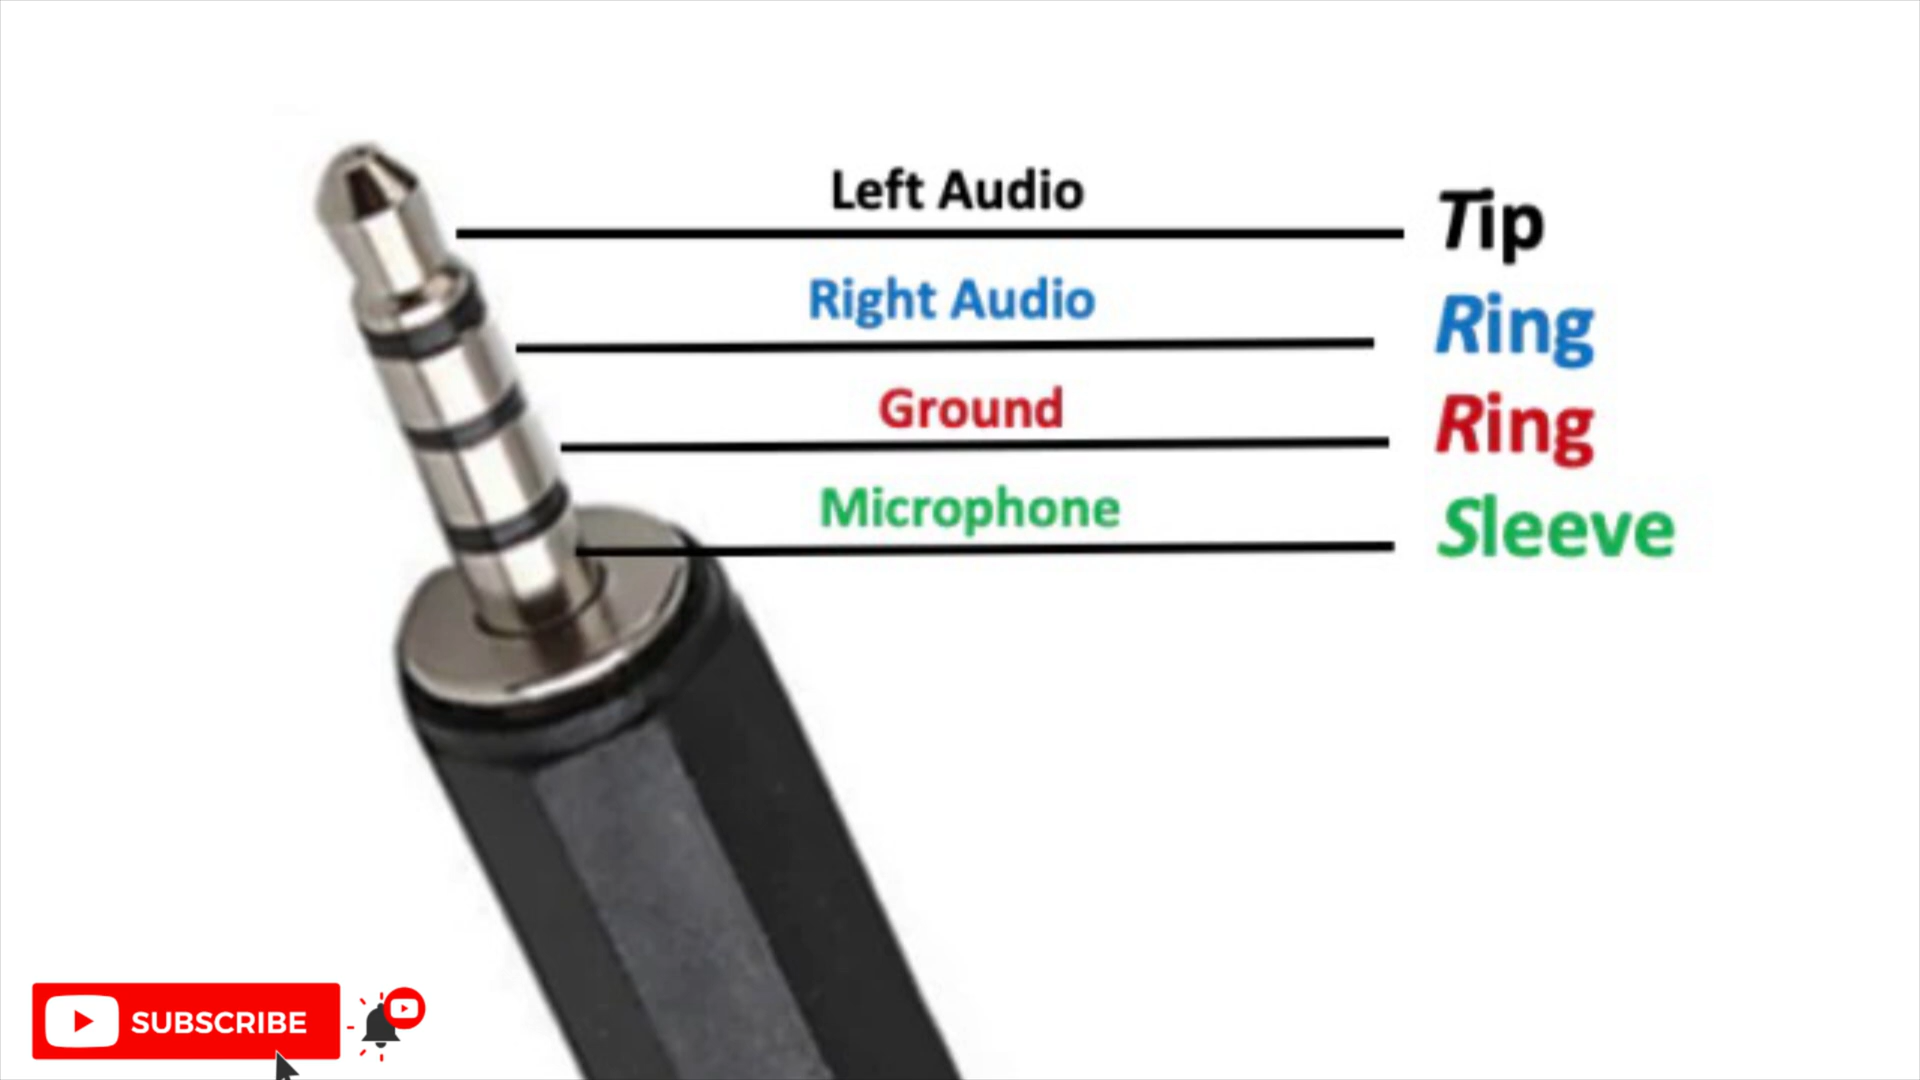 Left Audio
Tip
Right Audio
Ring
Ground
Ring
Microphone
Sleeve
SUBSCRIBE